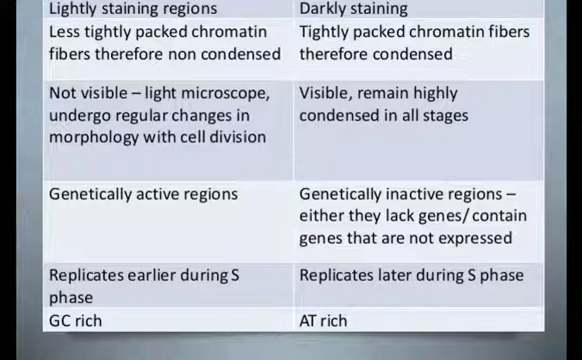 Lightly staining regions
Darkly staining
Less tightly packed chromatin
fibers therefore non condensed
Tightly packed chromatin fibers
therefore condensed
Not visible – light microscope,
undergo regular changes in
morphology with cell division
Visible, remain highly
condensed in all stages
Genetically active regions
Genetically inactive regions –
either they lack genes/ contain
genes that are not expressed
Replicates earlier during S
phase
Replicates later during S phase
GC rich
AT rich